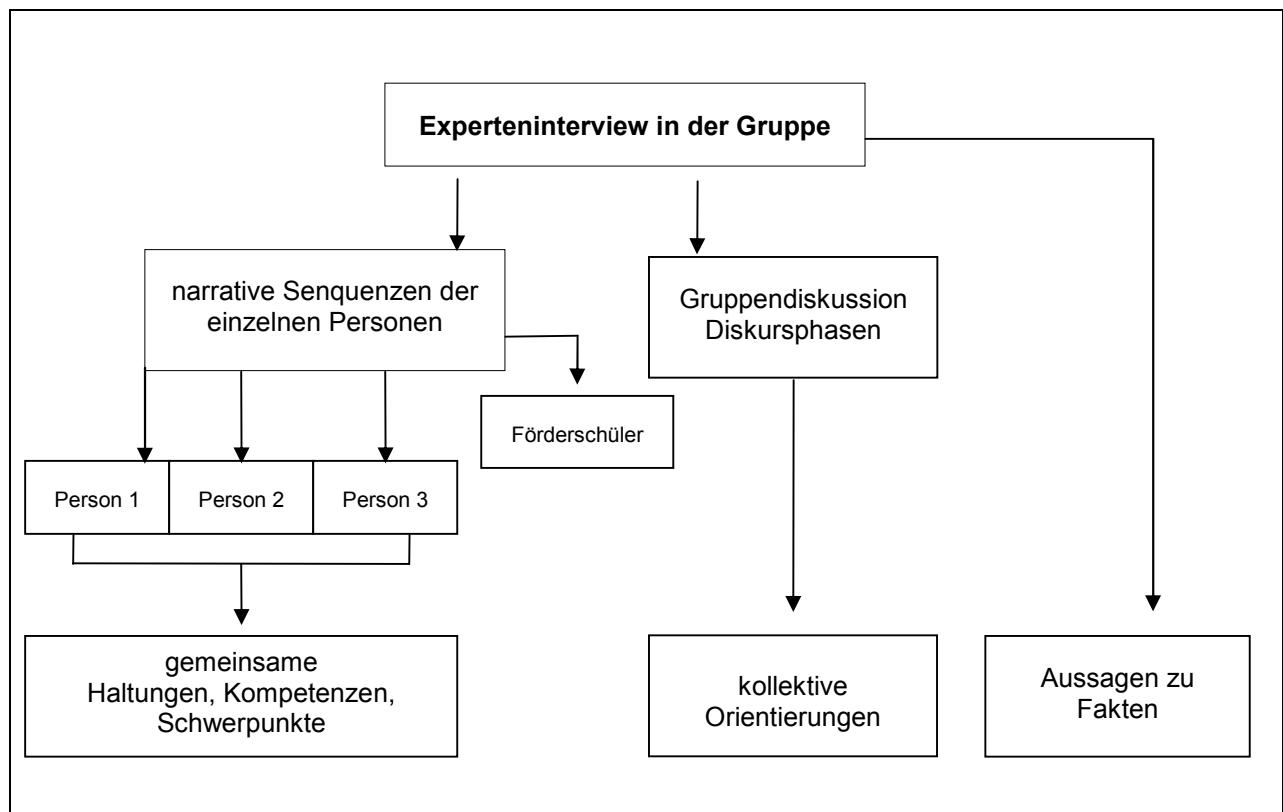 Experteninterview in der Gruppe
narrative Senquenzen der
einzelnen Personen
Gruppendiskussion
Diskursphasen
Förderschüler
Person 1
Person 2
Person 3
gemeinsame
Haltungen, Kompetenzen,
Schwerpunkte
kollektive
Orientierungen
Aussagen zu
Fakten